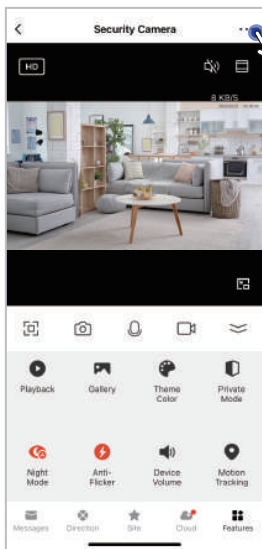 Security Camera
HD
8 KB/S
Playback
Gallery
Theme
Color
Private
Mode
Night
Mode
Anti-
Flicker
Device
Volume
Motion
Tracking
Messages
Direction
Site
Cloud
Features